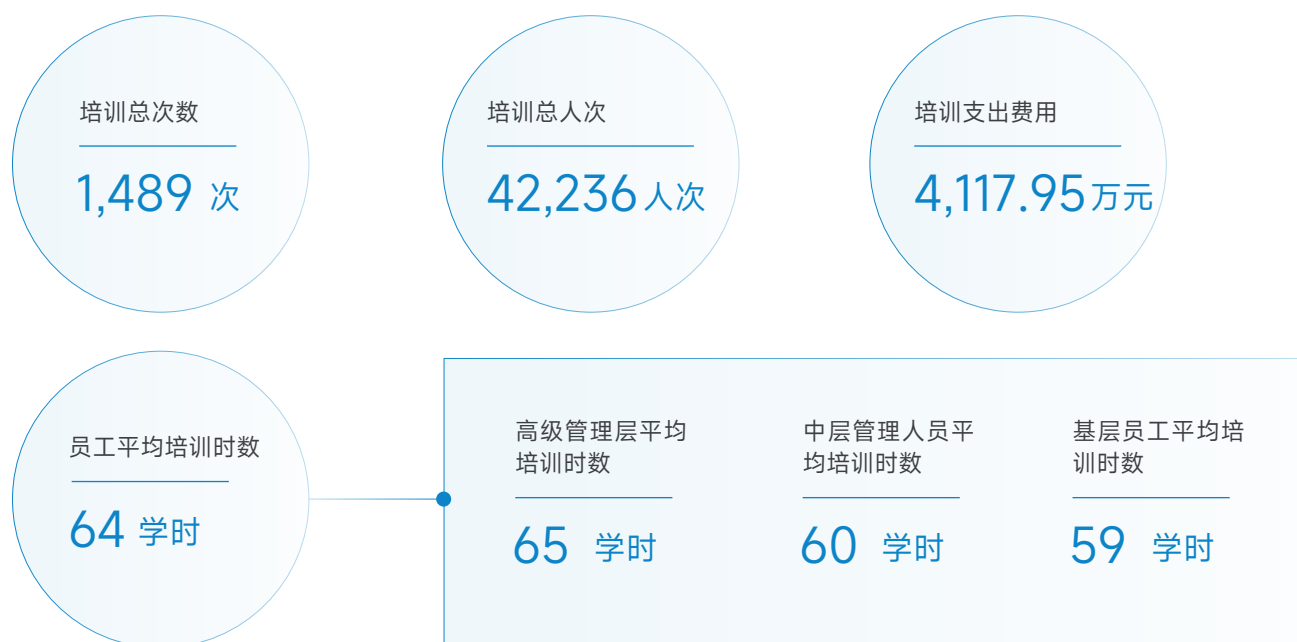 培训总次数
1,489 次
培训总人次
42,236 人次
培训支出费用
4,117.95 万元
员工平均培训时数
64 学时
高级管理层平均
培训时数
65 学时
中层管理人员平
均培训时数
60 学时
基层员工平均培
训时数
59 学时